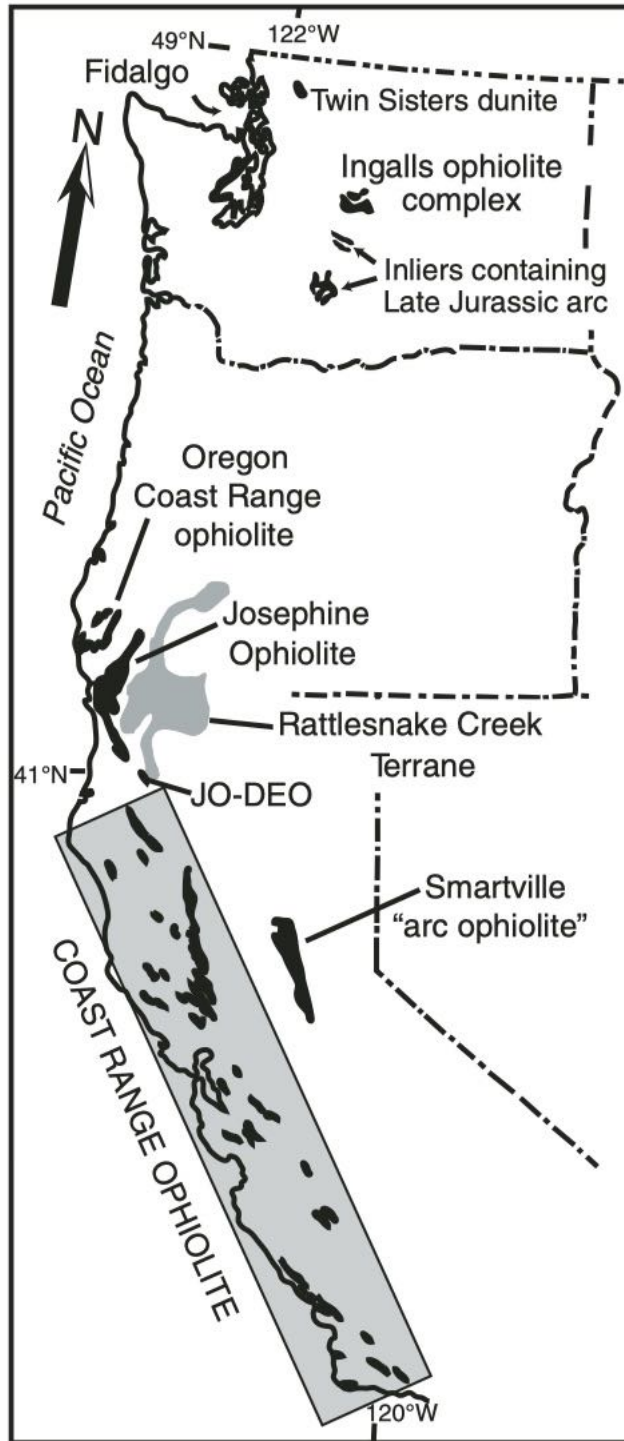 122°W
49°N
Fidalgo
Twin Sisters dunite
N
Ingalls ophiolite
complex
Inliers containing
Late Jurassic arc
Pacific Ocean
Oregon
Coast Range
ophiolite
Josephine
Ophiolite
Rattlesnake Creek
Terrane
41°N
JO-DEO
Smartville
“arc ophiolite”
COAST RANGE OPHIOLITE
120°W